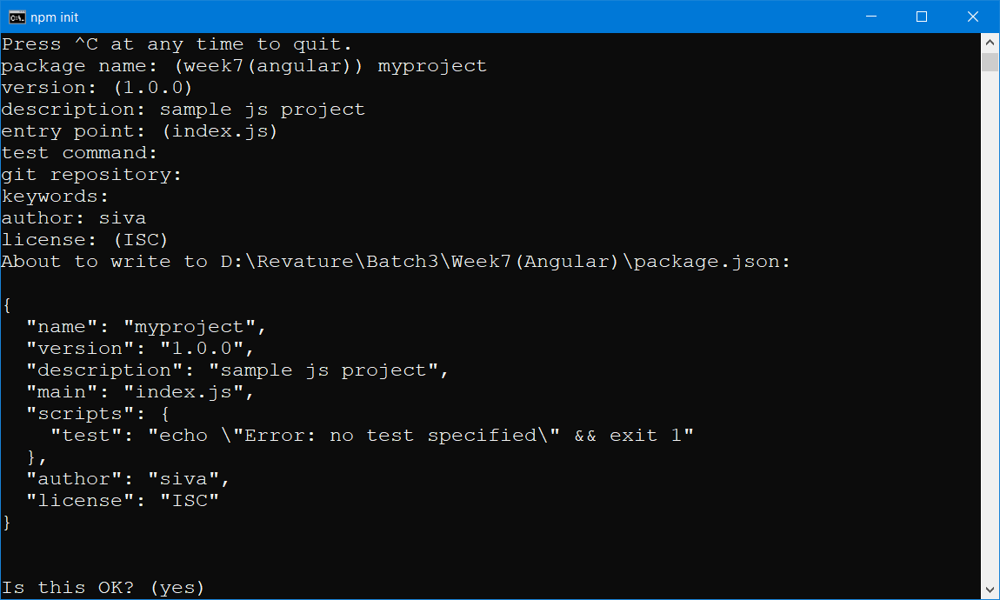 npm init
Press ^C at any time to quit.
package name: (week7(angular)) myproject
version: (1.0.0)
description: sample js project
entry point: (index.js)
test command:
git repository:
keywords:
author: siva
license: (ISC)
About to write to D:\Revature\Batch3\Week7(Angular)\package.json:

{
  "name": "myproject",
  "version": "1.0.0",
  "description": "sample js project",
  "main": "index.js",
  "scripts": {
    "test": "echo \"Error: no test specified\" && exit 1"
  },
  "author": "siva",
  "license": "ISC"
}

Is this OK? (yes)